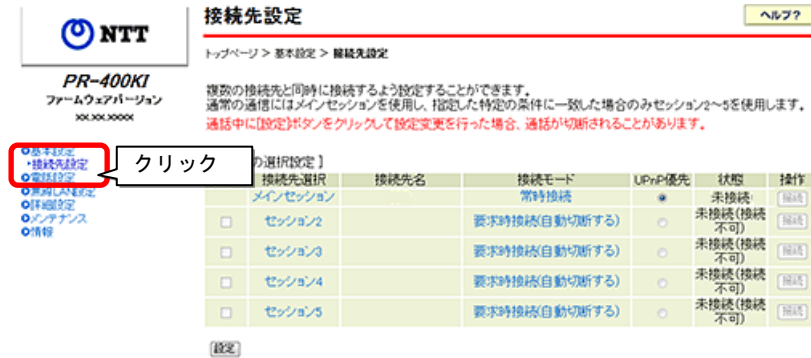 NTT
PR-400KI
ファームウェアバージョン
xx.xx.xxxx
基本設定
接続先設定
電話設定
無線LAN設定
詳細設定
メンテナンス
情報
クリック
接続先設定
ヘルプ?
トップページ > 基本設定 > 接続先設定
複数の接続先と同時に接続するよう設定することができます。
通常の通信にはメインセッションを使用し、指定した特定の条件に一致した場合のみセッション2~5を使用します。
通話中に[設定]ボタンをクリックして設定変更を行った場合、通話が切断されることがあります。
の選択設定 ]
接続先選択 接続先名 接続モード UPnP優先 状態 操作
メインセッション 常時接続 未接続 接続
セッション2 要求時接続(自動切断する) 未接続(接続不可) 接続
セッション3 要求時接続(自動切断する) 未接続(接続不可) 接続
セッション4 要求時接続(自動切断する) 未接続(接続不可) 接続
セッション5 要求時接続(自動切断する) 未接続(接続不可) 接続
設定